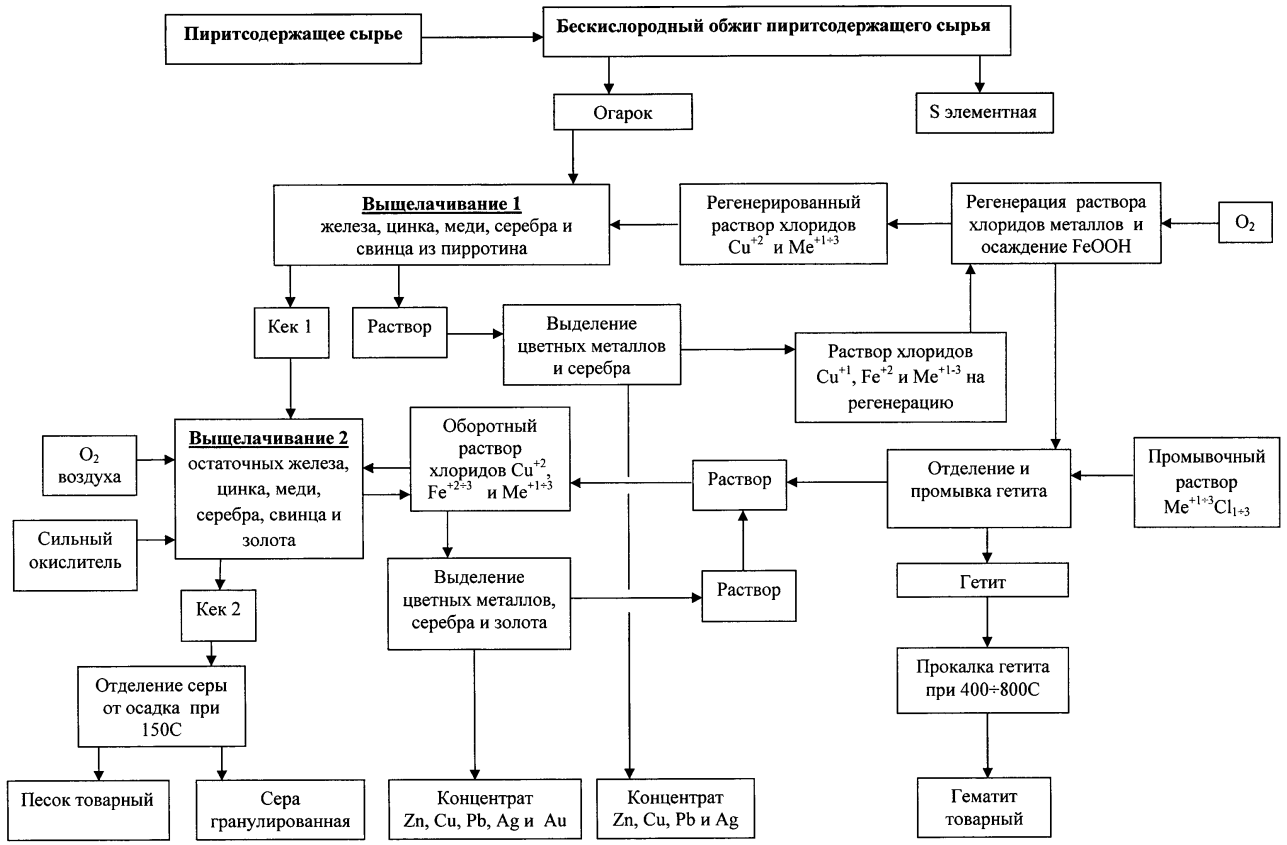 Пиритсодержащее сырье
Бескислородный обжиг пиритсодержащего сырья
Огарок
S элементная
Выщелачивание 1
железа, цинка, меди, серебра и
свинца из пирротина
Регенерированный
раствор хлоридов
Cu⁺² и Me⁺¹÷³
Регенерация раствора
хлоридов металлов и
осаждение FeOOH
O₂
Кек 1
Раствор
Выделение
цветных металлов
и серебра
Раствор хлоридов
Cu⁺¹, Fe⁺² и Me⁺¹⁻³ на
регенерацию
O₂
воздуха
Выщелачивание 2
остаточных железа,
цинка, меди,
серебра, свинца и
золота
Оборотный
раствор
хлоридов Cu⁺²,
Fe⁺²÷³ и Me⁺¹÷³
Раствор
Отделение и
промывка гетита
Промывочный
раствор
Me⁺¹÷³Cl₁÷₃
Сильный
окислитель
Кек 2
Выделение
цветных металлов,
серебра и золота
Раствор
Гетит
Отделение серы
от осадка при
150С
Прокалка гетита
при 400÷800С
Песок товарный
Сера
гранулированная
Концентрат
Zn, Cu, Pb, Ag и Au
Концентрат
Zn, Cu, Pb и Ag
Гематит
товарный